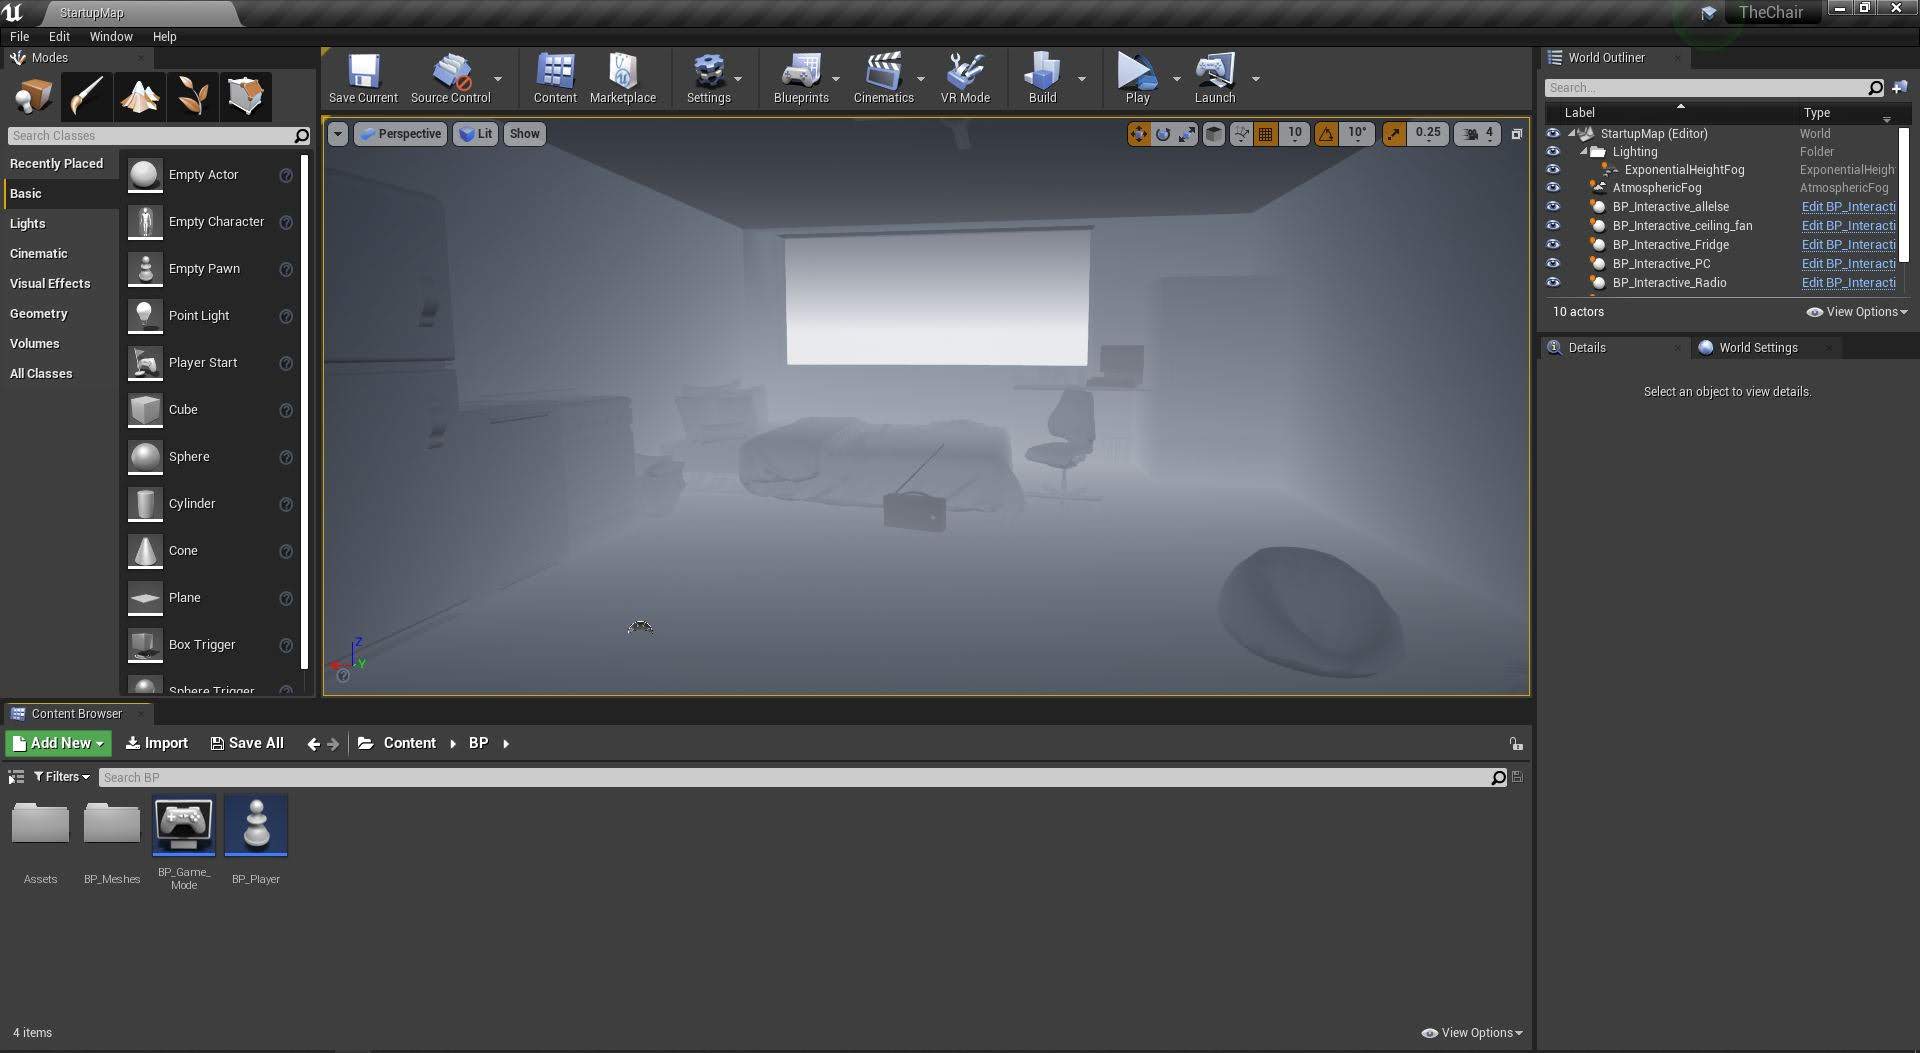 StartupMap
TheChair
File Edit Window Help
Modes
Search Classes
Recently Placed
Basic
Lights
Cinematic
Visual Effects
Geometry
Volumes
All Classes
Empty Actor
Empty Character
Empty Pawn
Point Light
Player Start
Cube
Sphere
Cylinder
Cone
Plane
Box Trigger
Sphere Trigger
Save Current Source Control Content Marketplace Settings Blueprints Cinematics VR Mode Build Play Launch
Perspective Lit Show
10 10° 0.25 4
Z
Y
World Outliner
Search...
Label Type
StartupMap (Editor) World
Lighting Folder
ExponentialHeightFog ExponentialHeigh
AtmosphericFog AtmosphericFog
BP_Interactive_allelse Edit BP_Interacti
BP_Interactive_ceiling_fan Edit BP_Interacti
BP_Interactive_Fridge Edit BP_Interacti
BP_Interactive_PC Edit BP_Interacti
BP_Interactive_Radio Edit BP_Interacti
10 actors View Options
Details World Settings
Select an object to view details.
Content Browser
Add New Import Save All Content BP
Filters Search BP
Assets
BP_Meshes
BP_Game_
Mode
BP_Player
4 items View Options